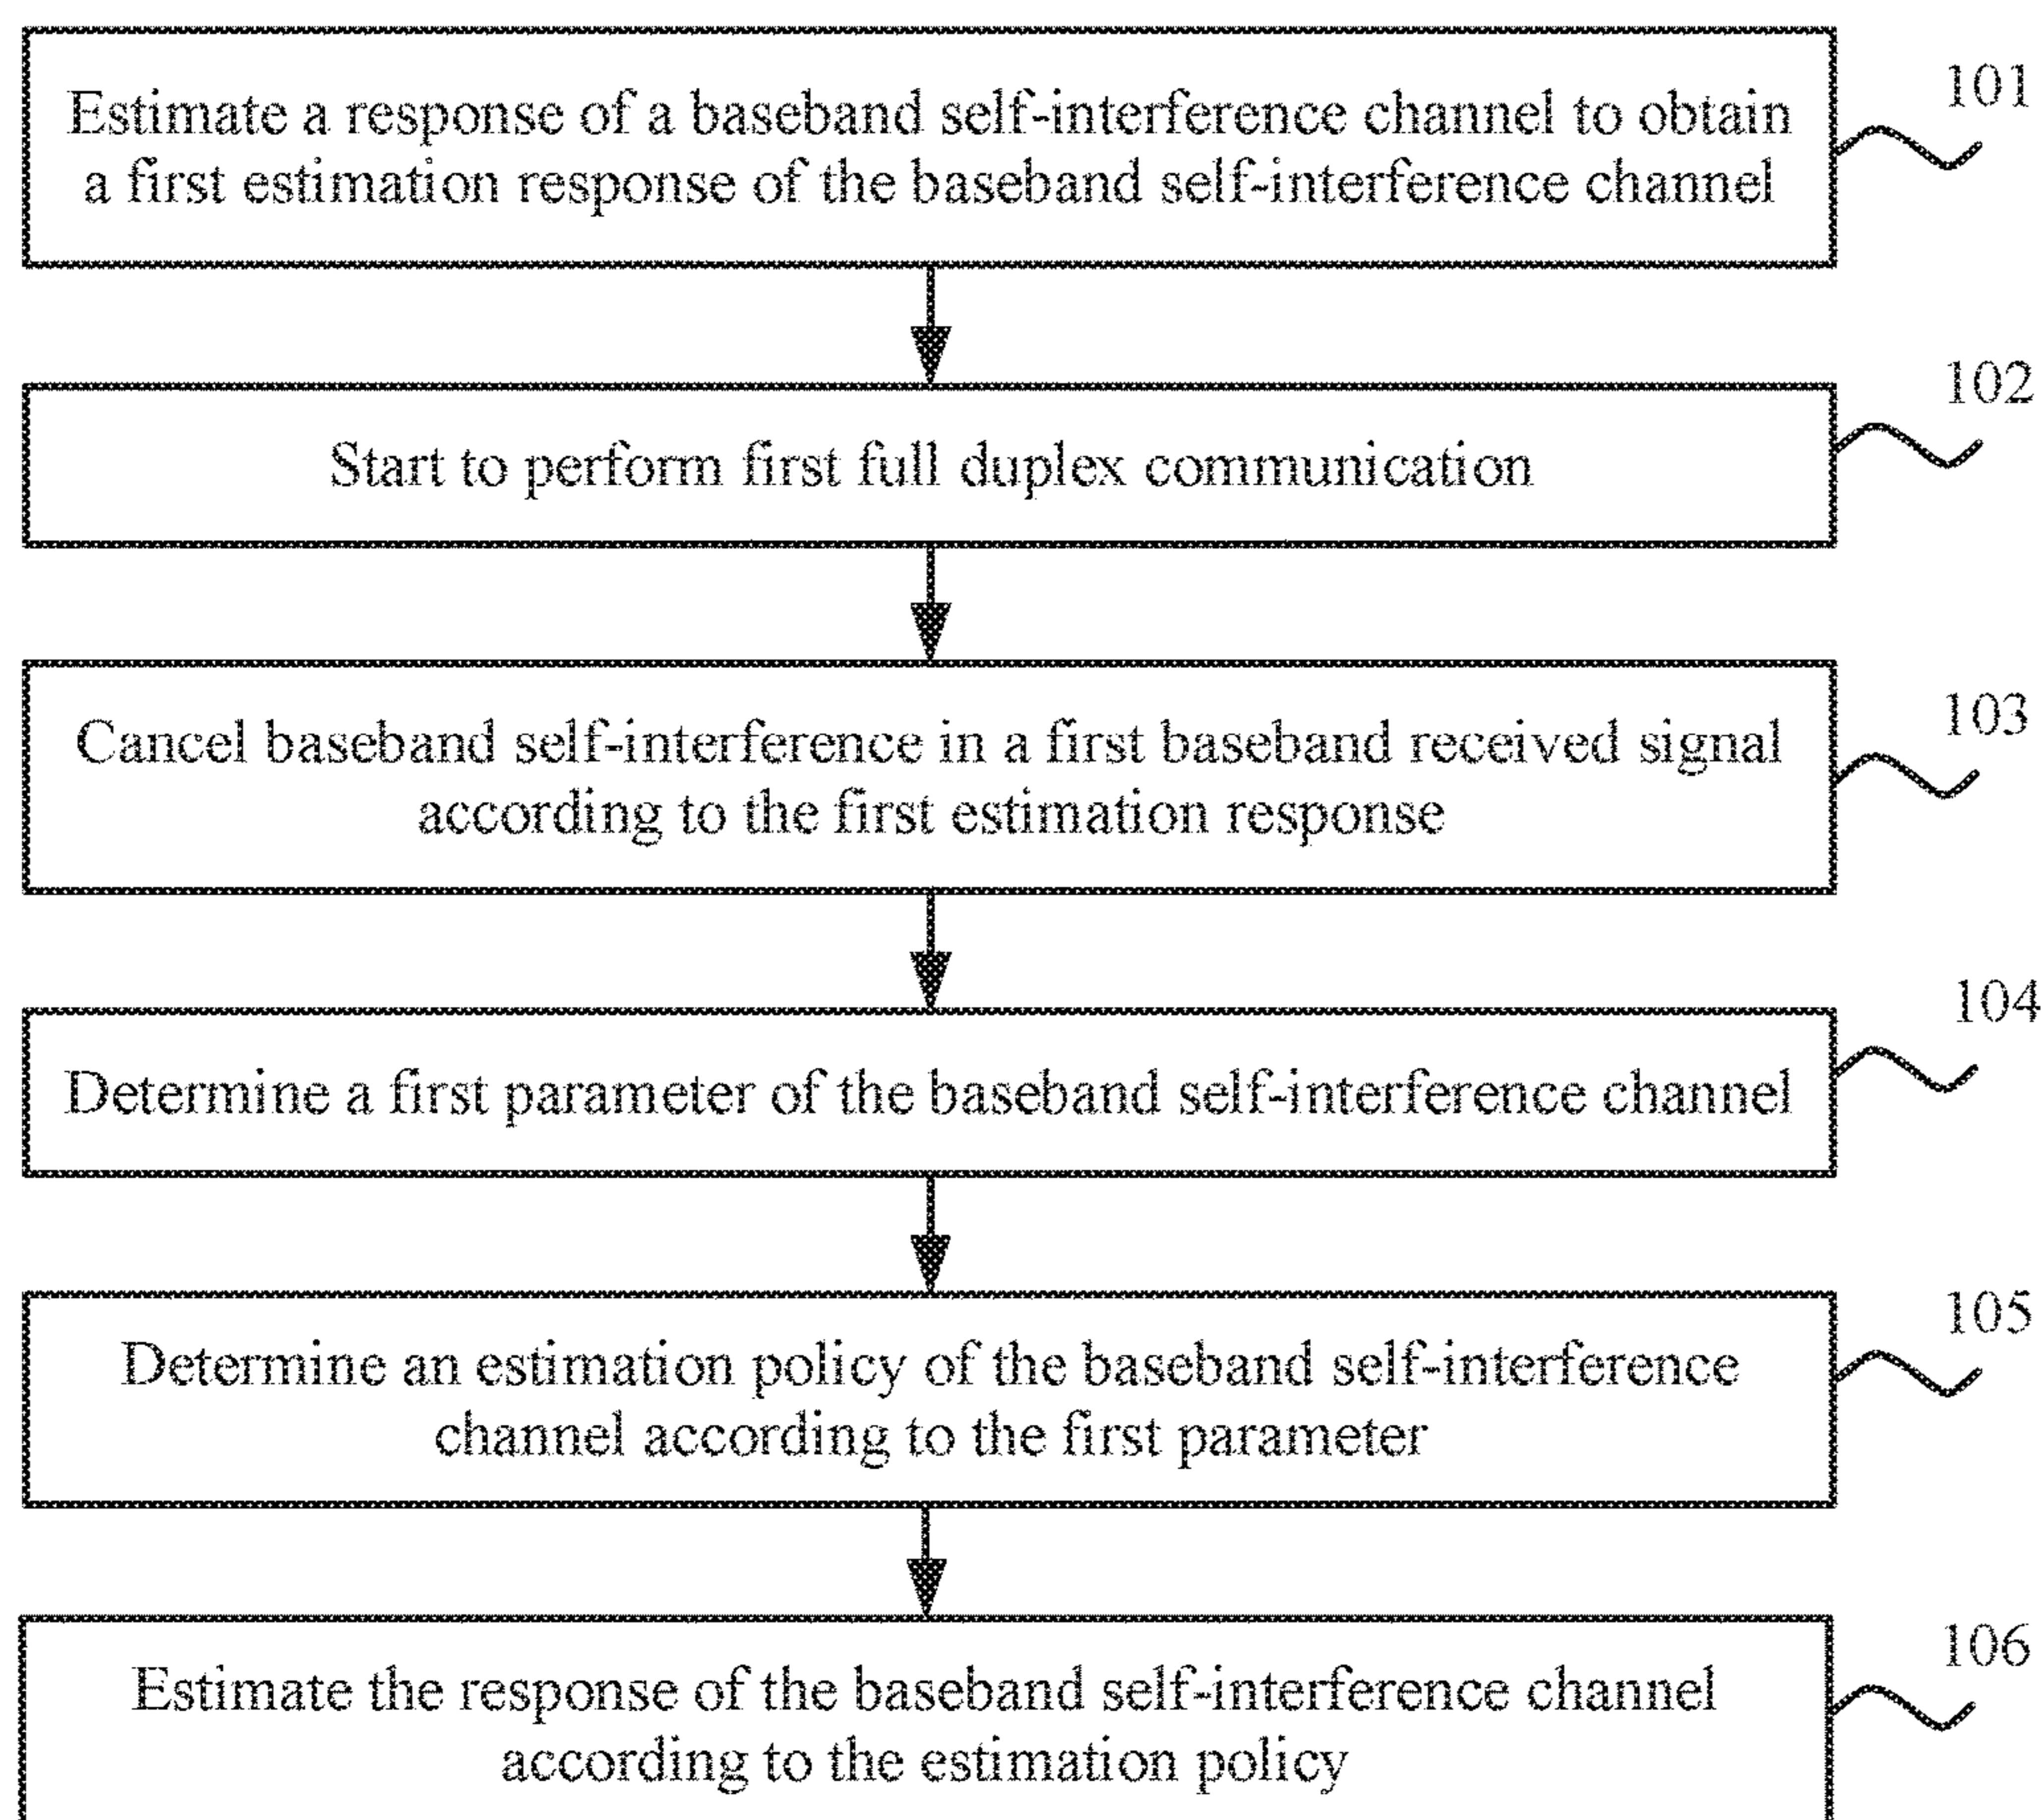 Estimate a response of a baseband self-interference channel to obtain
a first estimation response of the baseband self-interference channel
101
Start to perform first full duplex communication
102
Cancel baseband self-interference in a first baseband received signal
according to the first estimation response
103
Determine a first parameter of the baseband self-interference channel
104
Determine an estimation policy of the baseband self-interference
channel according to the first parameter
105
Estimate the response of the baseband self-interference channel
according to the estimation policy
106